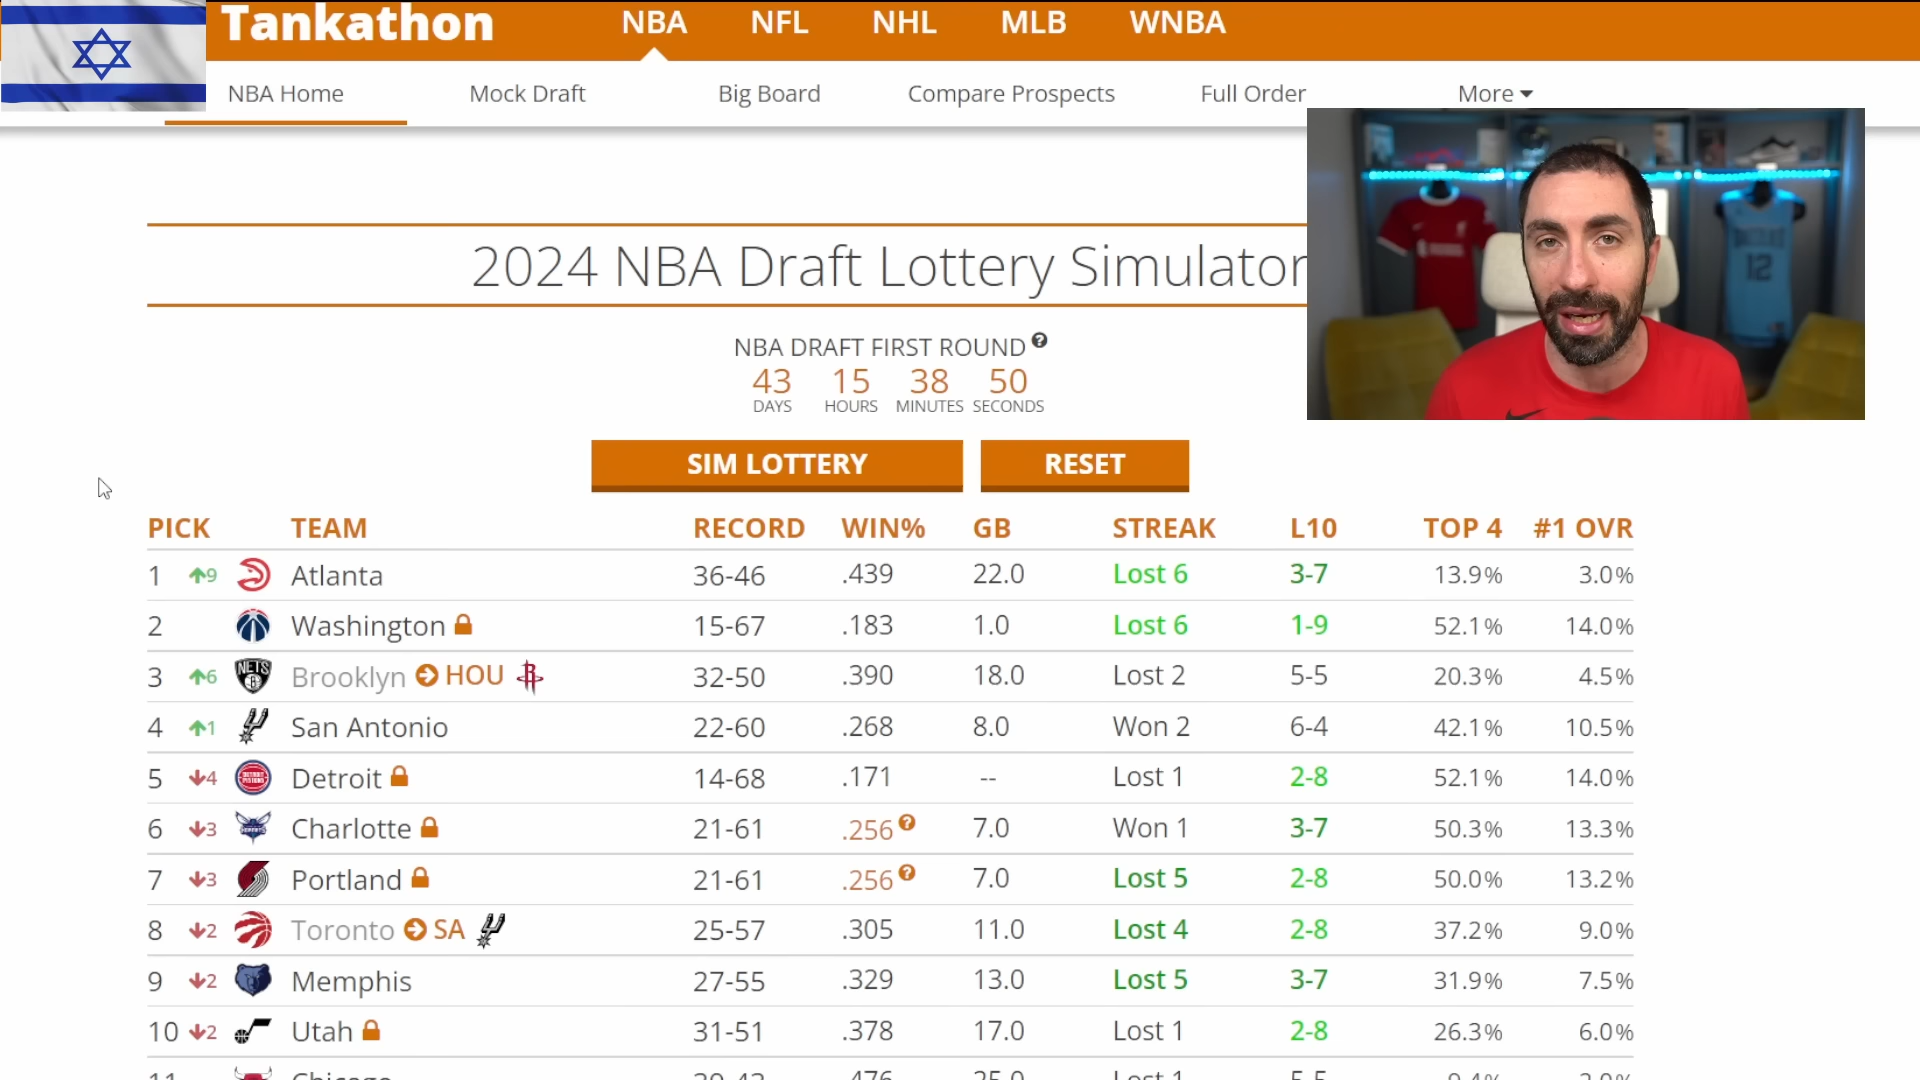 Tankathon NBA NFL NHL MLB WNBA
NBA Home Mock Draft Big Board Compare Prospects Full Order More
2024 NBA Draft Lottery Simulator
NBA DRAFT FIRST ROUND
43 15 38 50
DAYS HOURS MINUTES SECONDS
SIM LOTTERY RESET
PICK TEAM RECORD WIN% GB STREAK L10 TOP 4 #1 OVR
1 9 Atlanta 36-46 .439 22.0 Lost 6 3-7 13.9% 3.0%
2 Washington 15-67 .183 1.0 Lost 6 1-9 52.1% 14.0%
3 6 NETS B Brooklyn HOU 32-50 .390 18.0 Lost 2 5-5 20.3% 4.5%
4 1 San Antonio 22-60 .268 8.0 Won 2 6-4 42.1% 10.5%
5 4 Detroit 14-68 .171 -- Lost 1 2-8 52.1% 14.0%
6 3 Charlotte 21-61 .256 7.0 Won 1 3-7 50.3% 13.3%
7 3 Portland 21-61 .256 7.0 Lost 5 2-8 50.0% 13.2%
8 2 Toronto SA 25-57 .305 11.0 Lost 4 2-8 37.2% 9.0%
9 2 Memphis 27-55 .329 13.0 Lost 5 3-7 31.9% 7.5%
10 2 Utah 31-51 .378 17.0 Lost 1 2-8 26.3% 6.0%
12